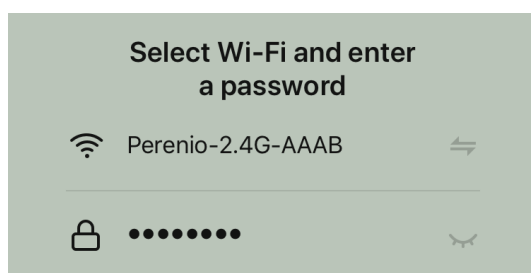 Select Wi-Fi and enter
a password
Perenio-2.4G-AAAB
••••••••